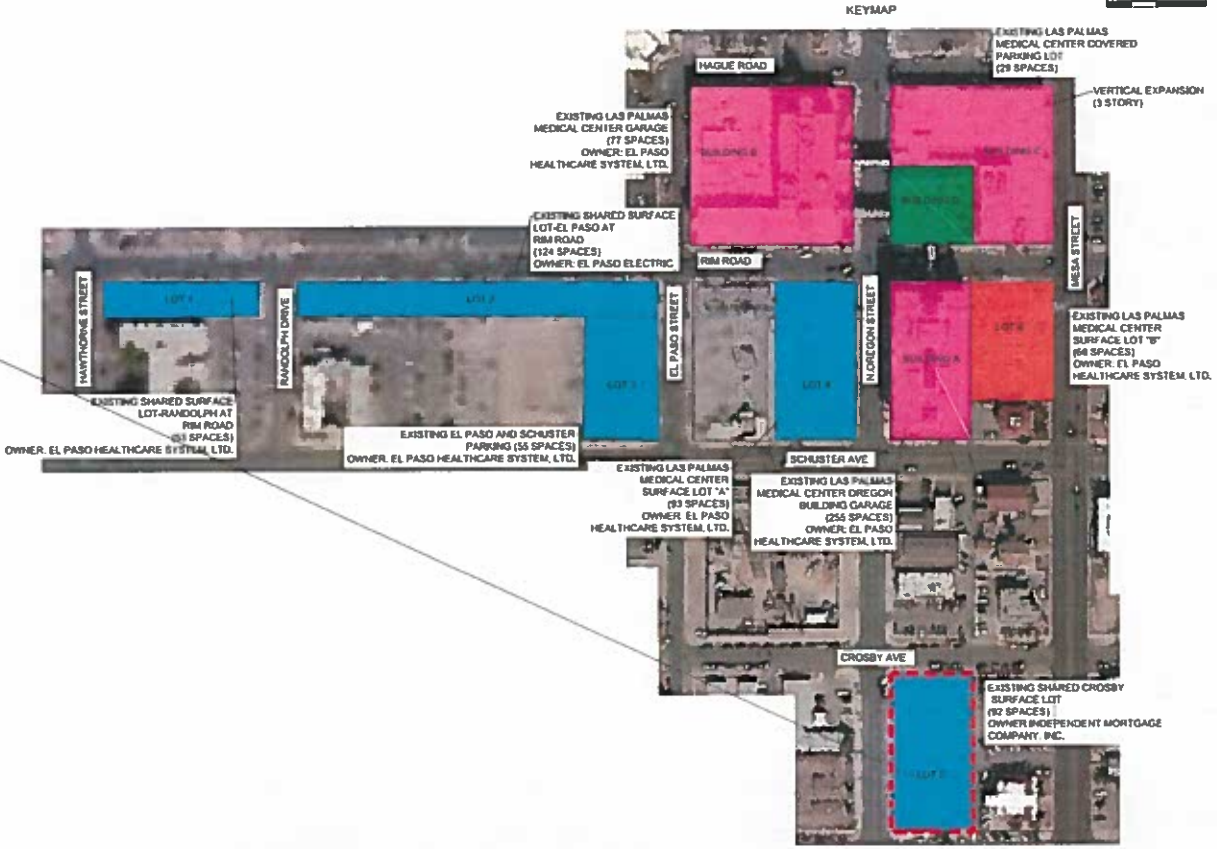 KEYMAP
EXISTING LAS PALMAS
MEDICAL CENTER COVERED
PARKING LOT
(29 SPACES)
HAGUE ROAD
VERTICAL EXPANSION
(3 STORY)
EXISTING LAS PALMAS
MEDICAL CENTER GARAGE
(77 SPACES)
OWNER: EL PASO
HEALTHCARE SYSTEM, LTD.
BUILDING B
BUILDING C
BUILDING D
EXISTING SHARED SURFACE
LOT-EL PASO AT
RIM ROAD
(124 SPACES)
OWNER: EL PASO ELECTRIC
RIM ROAD
MESA STREET
HAWTHORNE STREET
LOT 1
RANDOLPH DRIVE
LOT 2
EL PASO STREET
N.OREGON STREET
LOT 3
LOT 4
BUILDING A
EXISTING LAS PALMAS
MEDICAL CENTER
SURFACE LOT "B"
OWNER: EL PASO
HEALTHCARE SYSTEM, LTD.
EXISTING SHARED SURFACE
LOT-RANDOLPH AT
RIM ROAD
OWNER: EL PASO HEALTHCARE SYSTEM, LTD.
EXISTING EL PASO AND SCHUSTER
PARKING (55 SPACES)
OWNER: EL PASO HEALTHCARE SYSTEM, LTD.
SCHUSTER AVE
EXISTING LAS PALMAS
MEDICAL CENTER
SURFACE LOT "A"
(93 SPACES)
OWNER: EL PASO
HEALTHCARE SYSTEM, LTD.
EXISTING LAS PALMAS
MEDICAL CENTER OREGON
BUILDING GARAGE
(255 SPACES)
OWNER: EL PASO
HEALTHCARE SYSTEM, LTD.
CROSBY AVE
EXISTING SHARED CROSBY
SURFACE LOT
(92 SPACES)
OWNER:INDEPENDENT MORTGAGE
COMPANY, INC.
LOT